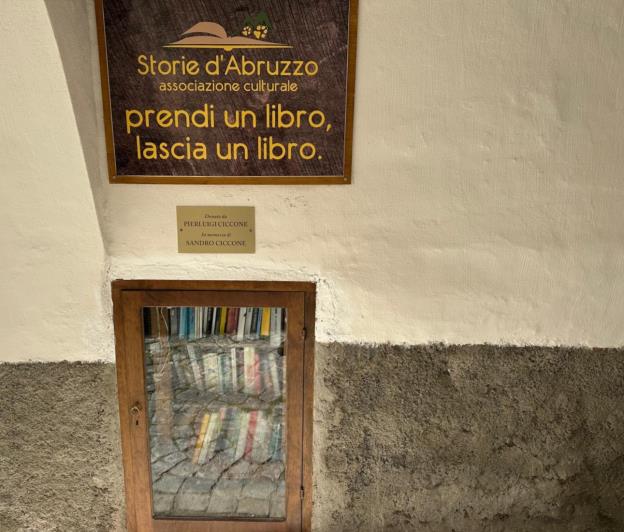 Storie d'Abruzzo
associazione culturale
prendi un libro,
lascia un libro.
Donato da
PIERLUIGI CICCONE
In memoria di
SANDRO CICCONE